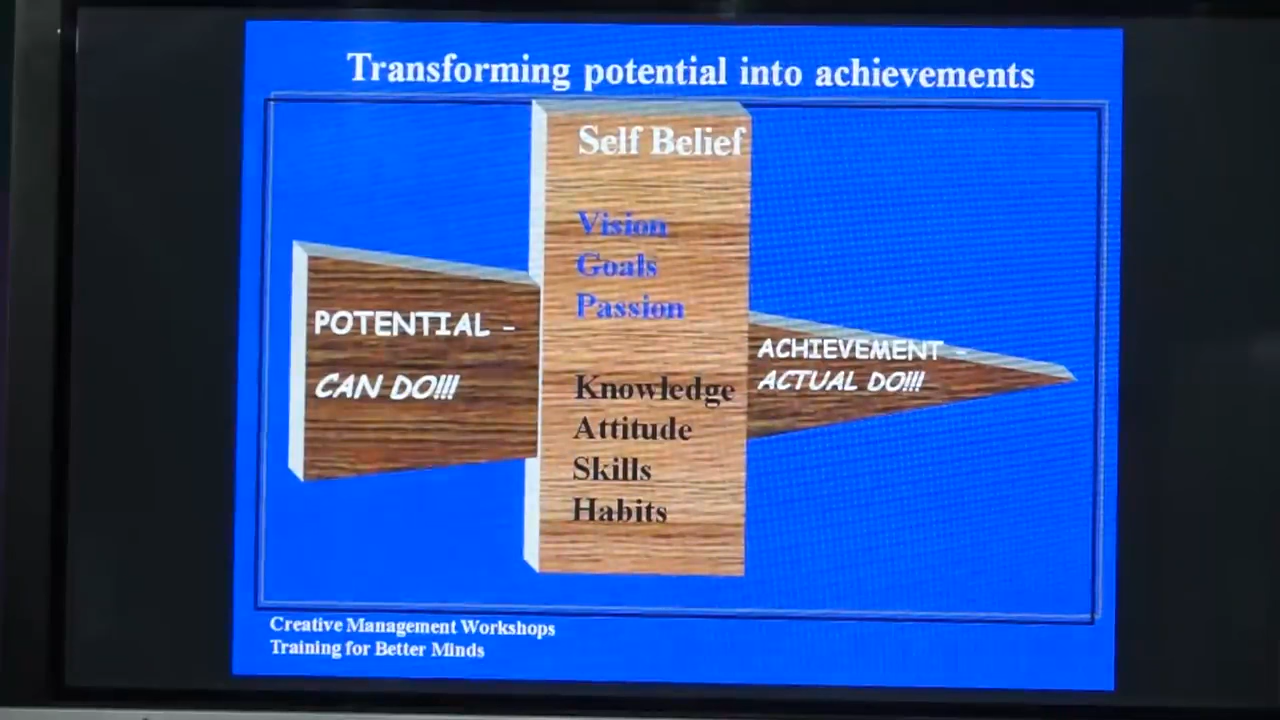 Transforming potential into achievements
Self Belief
Vision
Goals
Passion
POTENTIAL -
CAN DO!!!
Knowledge
Attitude
Skills
Habits
ACHIEVEMENT -
ACTUAL DO!!!
Creative Management Workshops
Training for Better Minds